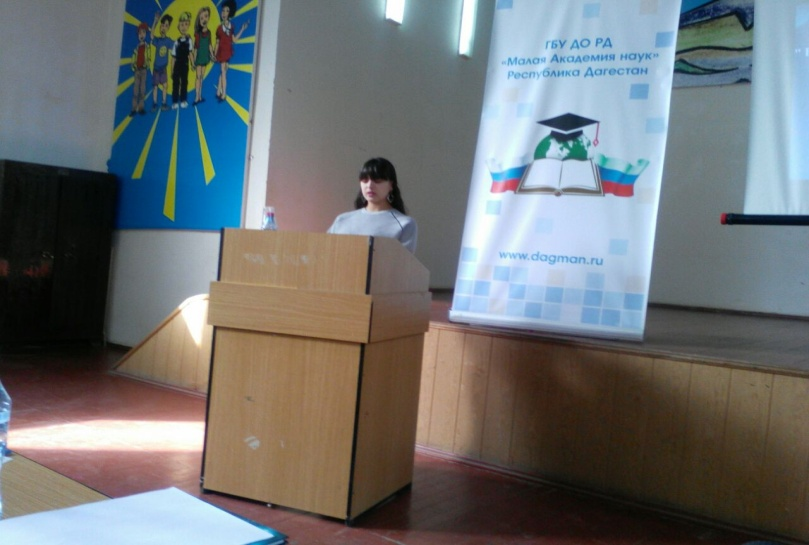 ГБУ ДО РД
«Малая Академия наук»
Республика Дагестан
www.dagman.ru